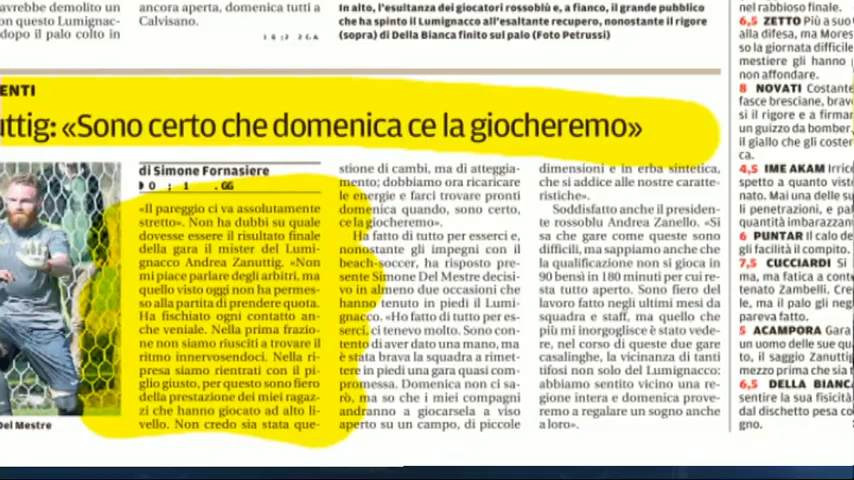 avrebbe demolito un
on questo Lumignac-
dopo il palo colto in
ancora aperta, domenica tutti a
Calvisano.
In alto, l'esultanza dei giocatori rossoblù e, a fianco, il grande pubblico
che ha spinto il Lumignacco all'esaltante recupero, nonostante il rigore
(sopra) di Della Bianca finito sul palo (Foto Petrussi)
ENTI
uttig: «Sono certo che domenica ce la giocheremo»
Del Mestre
di Simone Fornasiere
«Il pareggio ci va assolutamente
stretto». Non ha dubbi su quale
dovesse essere il risultato finale
della gara il mister del Lumi-
gnacco Andrea Zanuttig. «Non
mi piace parlare degli arbitri, ma
quello visto oggi non ha permes-
so alla partita di prendere quota.
Ha fischiato ogni contatto an-
che veniale. Nella prima frazio-
ne non siamo riusciti a trovare il
ritmo innervosendoci. Nella ri-
presa siamo rientrati con il pi-
glio giusto, per questo sono fiero
della prestazione dei miei ragaz-
zi che hanno giocato ad alto li-
vello. Non credo sia stata que-
stione di cambi, ma di atteggia-
mento; dobbiamo ora ricaricare
le energie e farci trovare pronti
domenica quando, sono certo,
ce la giocheremo».
Ha fatto di tutto per esserci e,
nonostante gli impegni con il
beach-soccer, ha risposto pre-
sente Simone Del Mestre decisi-
vo in almeno due occasioni che
hanno tenuto in piedi il Lumi-
gnacco. «Ho fatto di tutto per es-
serci, ci tenevo molto. Sono con-
tento di aver dato una mano, ma
è stata brava la squadra a rimet-
tere in piedi una gara quasi com-
promessa. Domenica non ci sa-
rò, ma so che i miei compagni
andranno a giocarsela a viso
aperto su un campo, di piccole
dimensioni e in erba sintetica,
che si addice alle nostre caratte-
ristiche».
Soddisfatto anche il presiden-
te rossoblu Andrea Zanello. «Si
sa che gare come queste sono
difficili, ma sappiamo anche che
la qualificazione non si gioca in
90 bensì in 180 minuti per cui re-
sta tutto aperto. Sono fiero del
lavoro fatto negli ultimi mesi da
squadra e staff, ma quello che
più mi inorgoglisce è stato vede-
re, nel corso di queste due gare
casalinghe, la vicinanza di tanti
tifosi non solo del Lumignacco:
abbiamo sentito vicino una re-
gione intera e domenica prove-
remo a regalare un sogno anche
a loro».
nel rabbioso finale.
6,5 ZETTO Più a suo
alla difesa, ma Mores
so la giornata difficile
mestiere gli hanno
non affondare.
8 NOVATI Costante
fasce bresciane, brav
si il rigore e a firmar
un guizzo da bomber,
il giallo che gli coster
ca.
4,5 IME AKAM Irric
spetto a quanto vist
nato. Mai una delle su
li penetrazioni, e pal
quantità imbarazzan
6 PUNTAR Il calo de
gli facilità il compito.
7,5 CUCCIARDI Si
ma, ma fatica a conte
tenato Zambelli, Cre
le, ma il palo gli neg
pareva fatto.
5 ACAMPORA Gara
un uomo delle sue qua
to, il saggio Zanuttig
mezzo prima che sia t
6,5 DELLA BIANCA
sentire la sua fisicità
dal dischetto pesa co
gno.